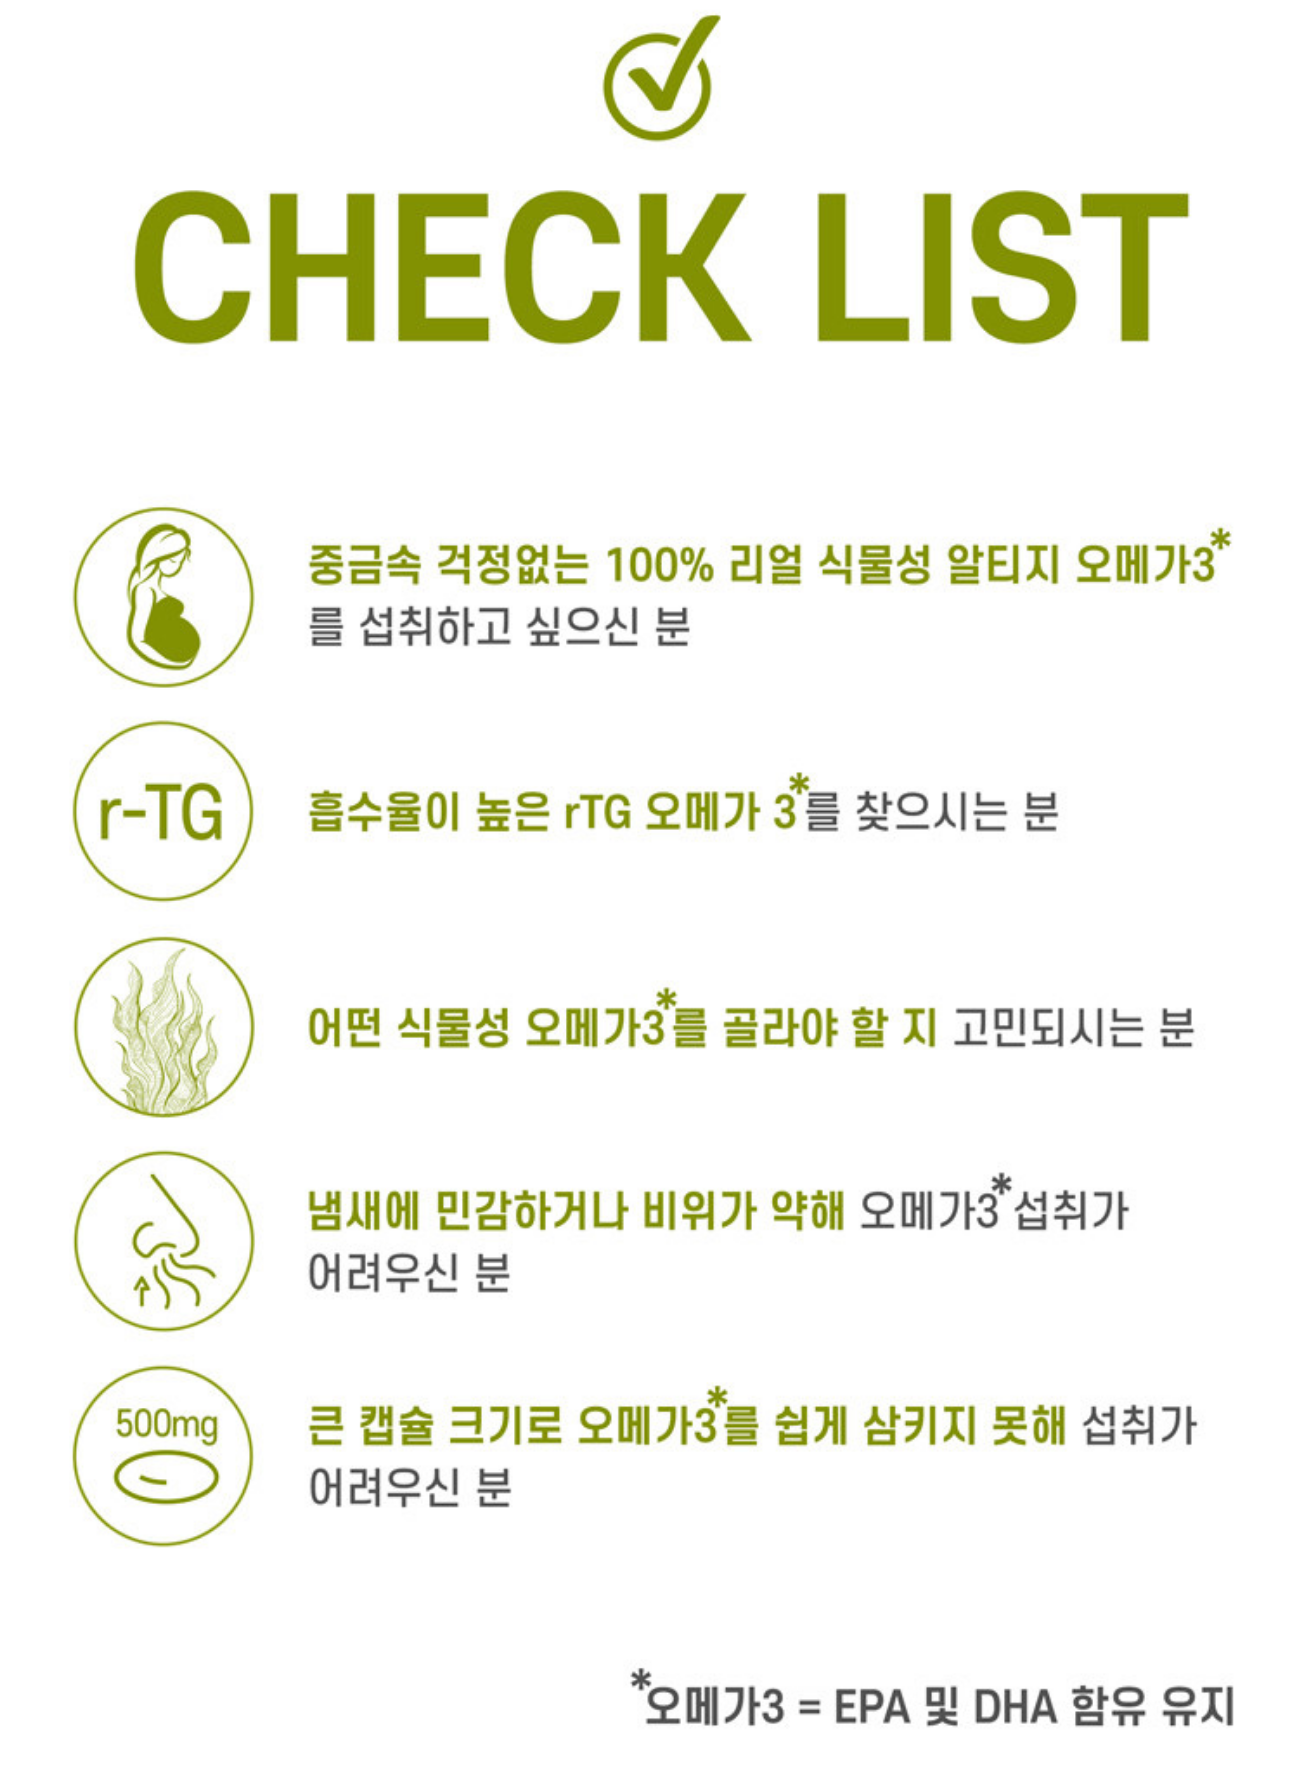 CHECK LIST
중금속 걱정없는 100% 리얼 식물성 알티지 오메가3*
를 섭취하고 싶으신 분
r-TG
흡수율이 높은 rTG 오메가 3*를 찾으시는 분
어떤 식물성 오메가3*를 골라야 할 지 고민되시는 분
냄새에 민감하거나 비위가 약해 오메가3*섭취가
어려우신 분
500mg
큰 캡슐 크기로 오메가3*를 쉽게 삼키지 못해 섭취가
어려우신 분
*오메가3 = EPA 및 DHA 함유 유지